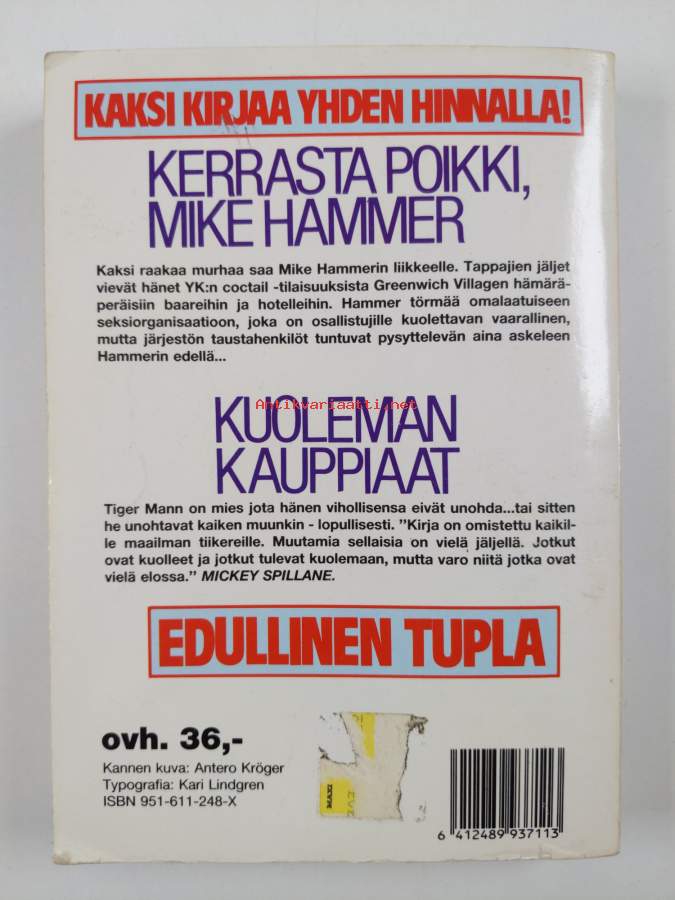 KAKSI KIRJAA YHDEN HINNALLA!
KERRASTA POIKKI,
MIKE HAMMER
Kaksi raakaa murhaa saa Mike Hammerin liikkeelle. Tappajien jäljet
vievät hänet YK:n coctail -tilaisuuksista Greenwich Villagen hämärä-
peräisiin baareihin ja hotelleihin. Hammer törmää omalaatuiseen
seksiorganisaatioon, joka on osallistujille kuolettavan vaarallinen,
mutta järjestön taustahenkilöt tuntuvat pysyttelevän aina askeleen
Hammerin edellä...
Antikvariaatti.net
KUOLEMAN
KAUPPIAAT
Tiger Mann on mies jota hänen vihollisensa eivät unohda...tai sitten
he unohtavat kaiken muunkin - lopullisesti. ”Kirja on omistettu kaikil-
le maailman tiikereille. Muutamia sellaisia on vielä jäljellä. Jotkut
ovat kuolleet ja jotkut tulevat kuolemaan, mutta varo niitä jotka ovat
vielä elossa.” MICKEY SPILLANE.
EDULLINEN TUPLA
ovh. 36,-
Kannen kuva: Antero Kröger
Typografia: Kari Lindgren
ISBN 951-611-248-X
MAXI
6 412489 937113